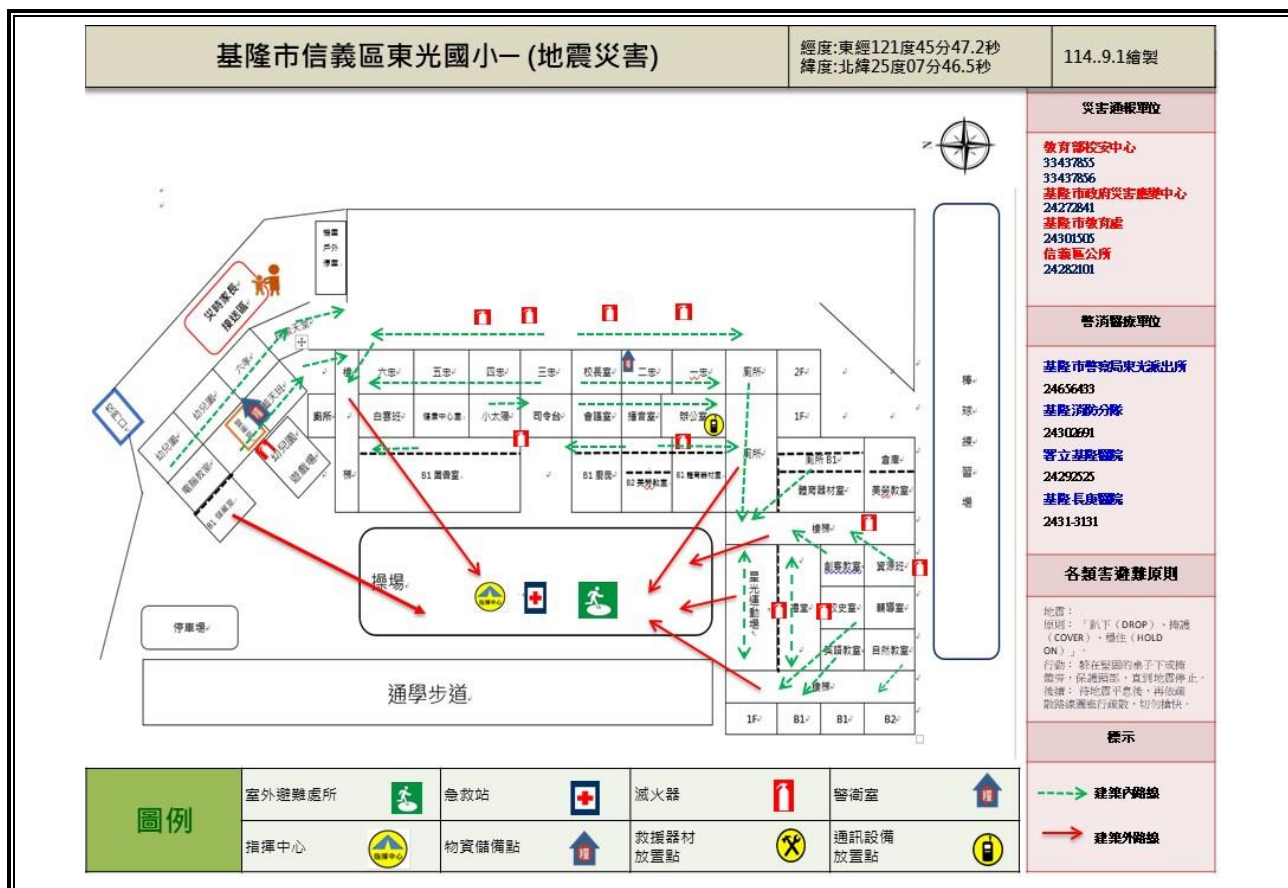 基隆市信義區東光國小ㄧ (地震災害)
經度:東經121度45分47.2秒
緯度:北緯25度07分46.5秒
114..9.1繪製
N
災害通報單位
教育部校安中心
33437855
33437856
基隆市政府災害應變中心
24272841
基隆市教育處
24301505
信義區公所
24282101
警消醫療單位
基隆市警察局東光派出所
24656433
基隆消防分隊
24302691
署立基隆醫院
24292525
基隆長庚醫院
2431-3131
各類害避難原則
地震：
原則：「趴下（DROP）、掩護
（COVER）、穩住（HOLD
ON）」。
行動：躲在堅固的桌子下或掩
體旁，保護頭部，直到地震停止。
後續：待地震平息後，再依疏
散路線圖進行疏散，切勿搶快。
標示
建築內路線
建築外路線
災時家長
接送區
校門口
六孝
幼兒園
幼兒園
電腦教室
B1 儲藏室
幼兒園
遊戲場
樓
梯
廁所
六忠
五忠
四忠
三忠
校長室
二忠
一忠
廁所
2F
白雲班
健康中心室
小太陽
司令台
會議室
播音室
辦公室
1F
B1 圖書室
B1 廚房
B2 美勞教室
B1 體育器材室
廁所
廁所 B1
倉庫
體育器材室
美勞教室
樓梯
創客教室
資源班
星光運動場
禮堂
校史室
輔導室
英語教室
自然教室
樓梯
1F
B1
B1
B2
棒球練習場
操場
指揮中心
停車場
通學步道
圖例
室外避難處所
急救站
滅火器
警衛室
糧
指揮中心
指揮中心
物資儲備點
糧
救援器材
放置點
通訊設備
放置點